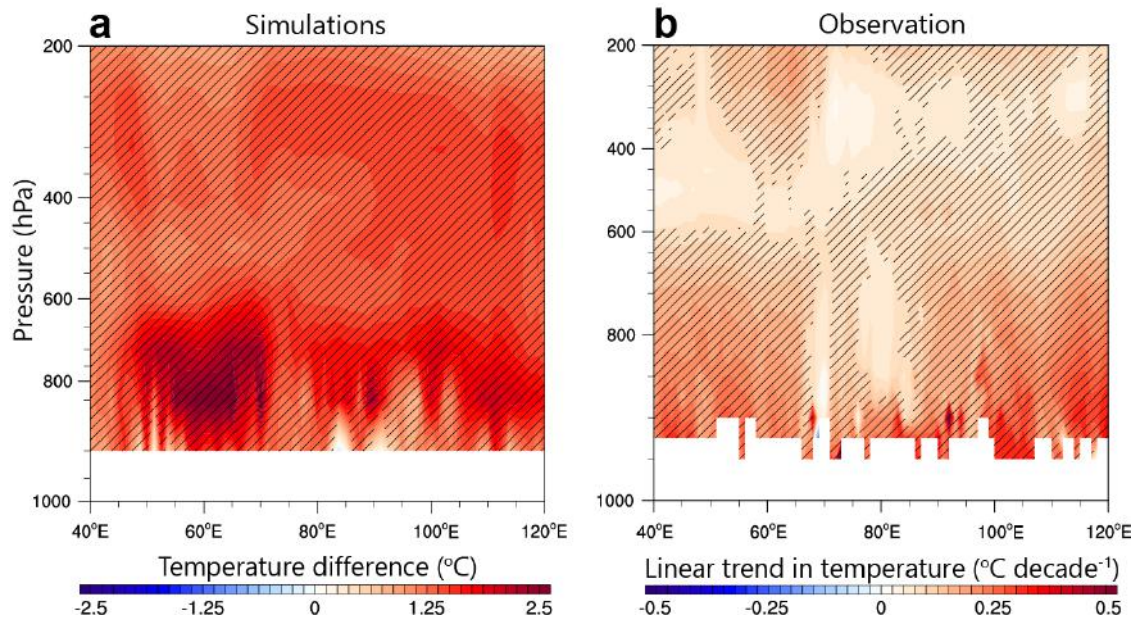 a Simulations
b Observation
Pressure (hPa)
200
400
600
800
1000
40°E 60°E 80°E 100°E 120°E
200
400
600
800
1000
40°E 60°E 80°E 100°E 120°E
Temperature difference (°C)
-2.5 -1.25 0 1.25 2.5
Linear trend in temperature (°C decade⁻¹)
-0.5 -0.25 0 0.25 0.5